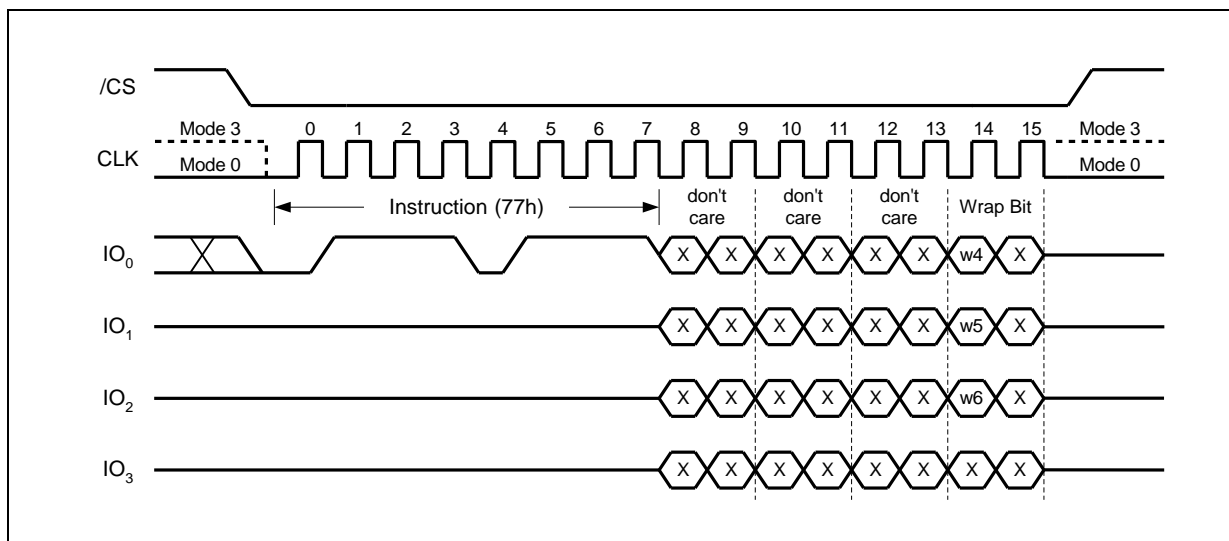 /CS
Mode 3 0 1 2 3 4 5 6 7 8 9 10 11 12 13 14 15 Mode 3
CLK Mode 0 Mode 0
Instruction (77h) don't care don't care don't care Wrap Bit
IO0 X X X X X X w4 X
IO1 X X X X X X w5 X
IO2 X X X X X X w6 X
IO3 X X X X X X X X